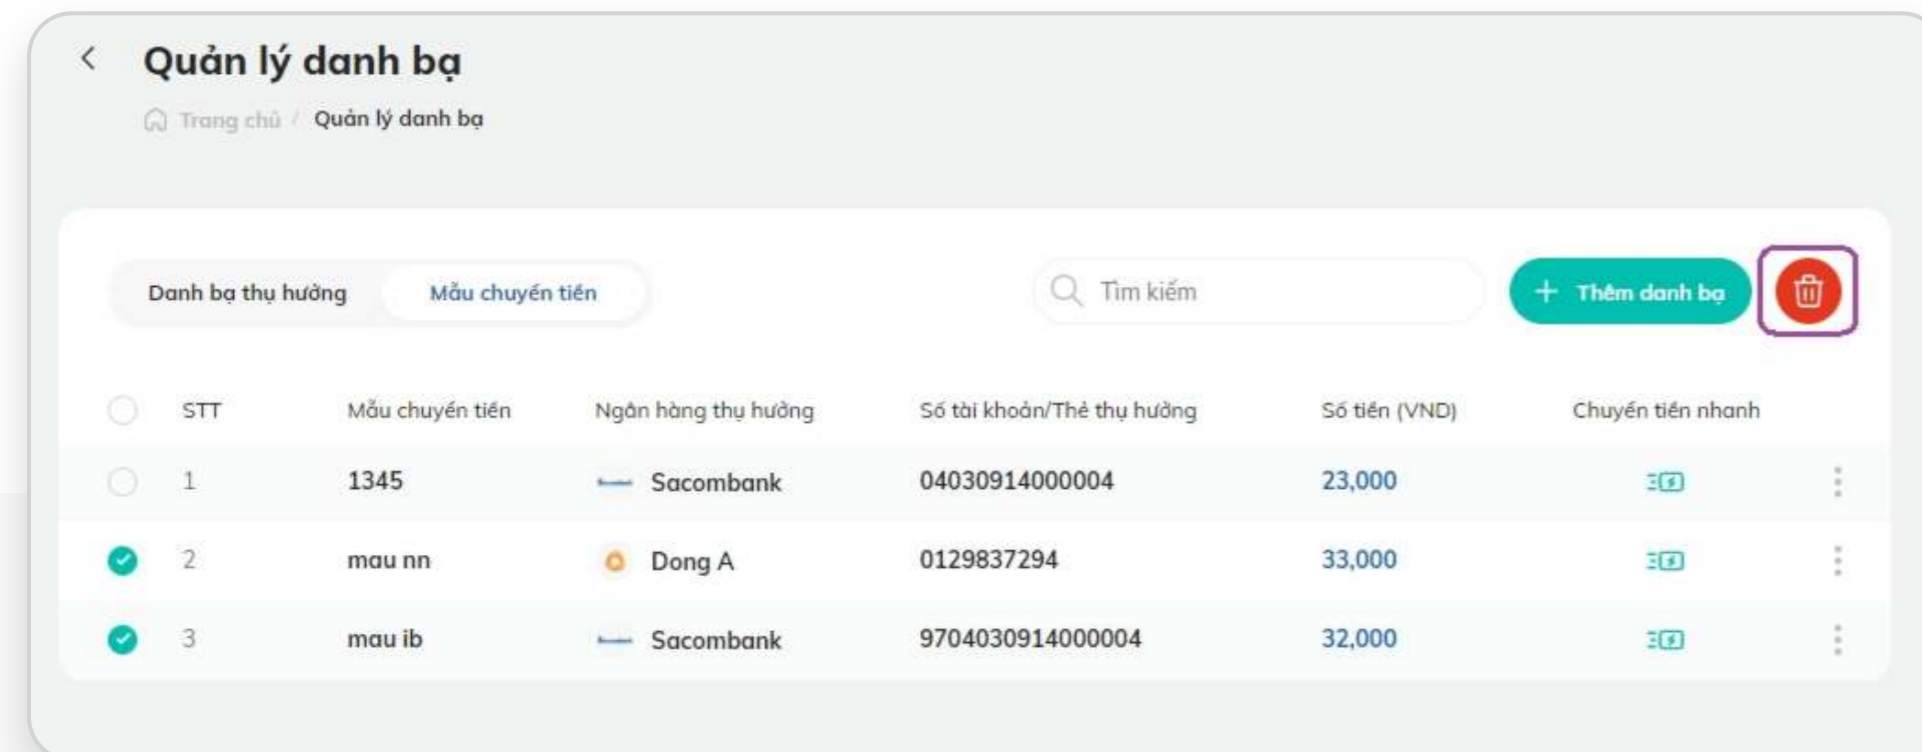 Quản lý danh bạ
Trang chủ / Quản lý danh bạ
Danh bạ thụ hưởng Mẫu chuyển tiền Tìm kiếm + Thêm danh bạ
STT Mẫu chuyển tiền Ngân hàng thụ hưởng Số tài khoản/Thẻ thụ hưởng Số tiền (VND) Chuyển tiền nhanh
1 1345 Sacombank 04030914000004 23,000
2 mau nn Dong A 0129837294 33,000
3 mau ib Sacombank 9704030914000004 32,000